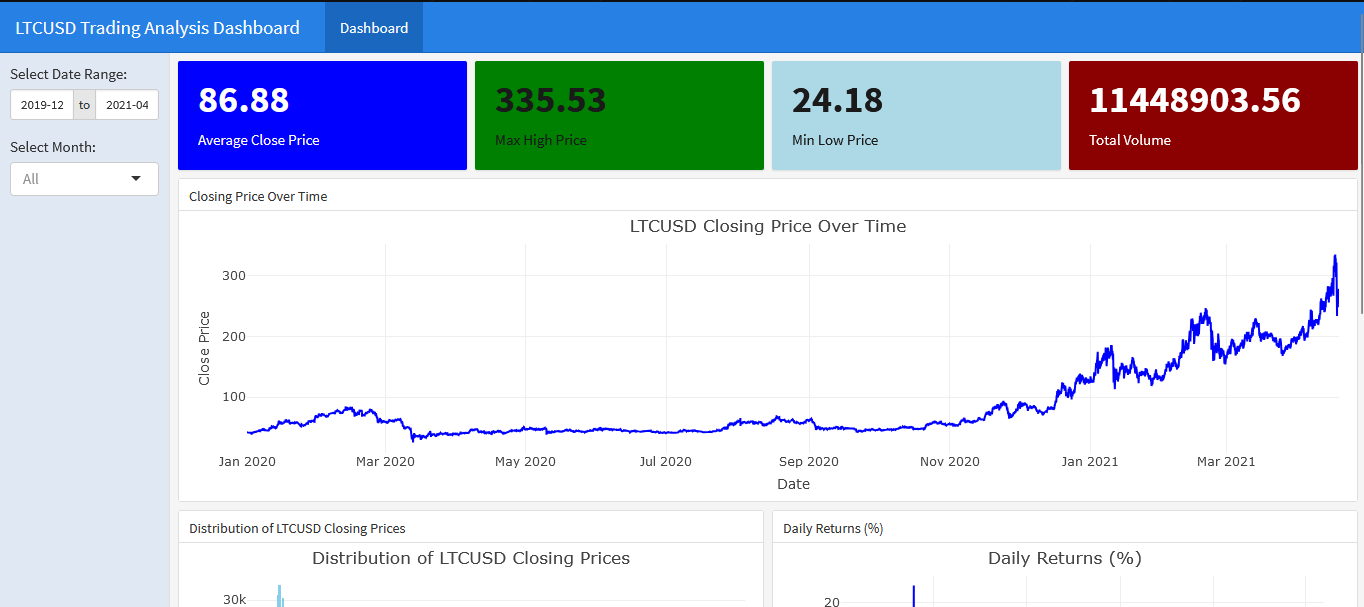 LTCUSD Trading Analysis Dashboard Dashboard
Select Date Range:
2019-12 to 2021-04
Select Month:
All
86.88
Average Close Price
335.53
Max High Price
24.18
Min Low Price
11448903.56
Total Volume
Closing Price Over Time
LTCUSD Closing Price Over Time
Close Price
300
200
100
Jan 2020 Mar 2020 May 2020 Jul 2020 Sep 2020 Nov 2020 Jan 2021 Mar 2021
Date
Distribution of LTCUSD Closing Prices
Distribution of LTCUSD Closing Prices
30k
Daily Returns (%)
Daily Returns (%)
20